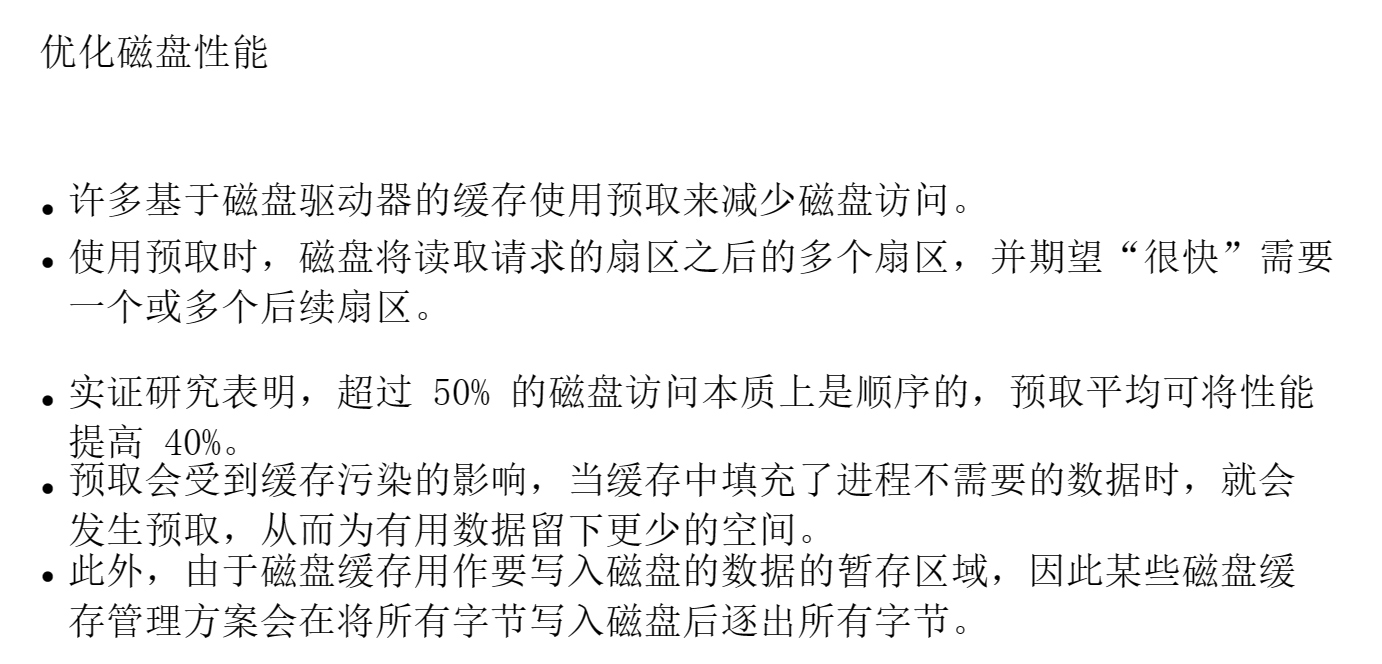 优化磁盘性能
• 许多基于磁盘驱动器的缓存使用预取来减少磁盘访问。
• 使用预取时，磁盘将读取请求的扇区之后的多个扇区，并期望“很快”需要
一个或多个后续扇区。
• 实证研究表明，超过 50% 的磁盘访问本质上是顺序的，预取平均可将性能
提高 40%。
• 预取会受到缓存污染的影响，当缓存中填充了进程不需要的数据时，就会
发生预取，从而为有用数据留下更少的空间。
• 此外，由于磁盘缓存用作要写入磁盘的数据的暂存区域，因此某些磁盘缓
存管理方案会在将所有字节写入磁盘后逐出所有字节。